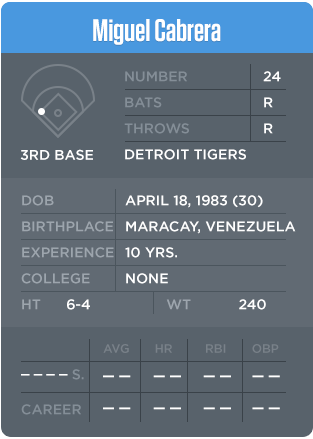 Miguel Cabrera
NUMBER 24
BATS R
THROWS R
3RD BASE DETROIT TIGERS
DOB APRIL 18, 1983 (30)
BIRTHPLACE MARACAY, VENEZUELA
EXPERIENCE 10 YRS.
COLLEGE NONE
HT 6-4 WT 240
AVG HR RBI OBP
---- S. -- -- -- --
CAREER -- -- -- --